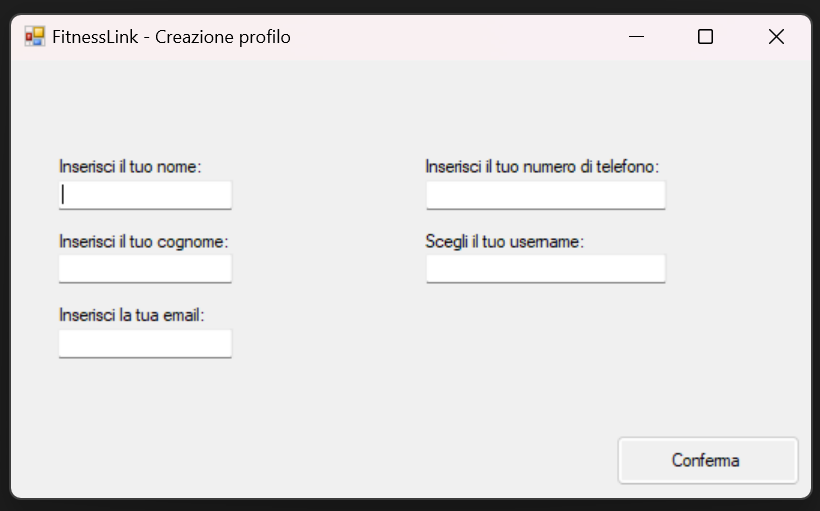 FitnessLink - Creazione profilo
Inserisci il tuo nome:
Inserisci il tuo cognome:
Inserisci la tua email:
Inserisci il tuo numero di telefono:
Scegli il tuo username:
Conferma